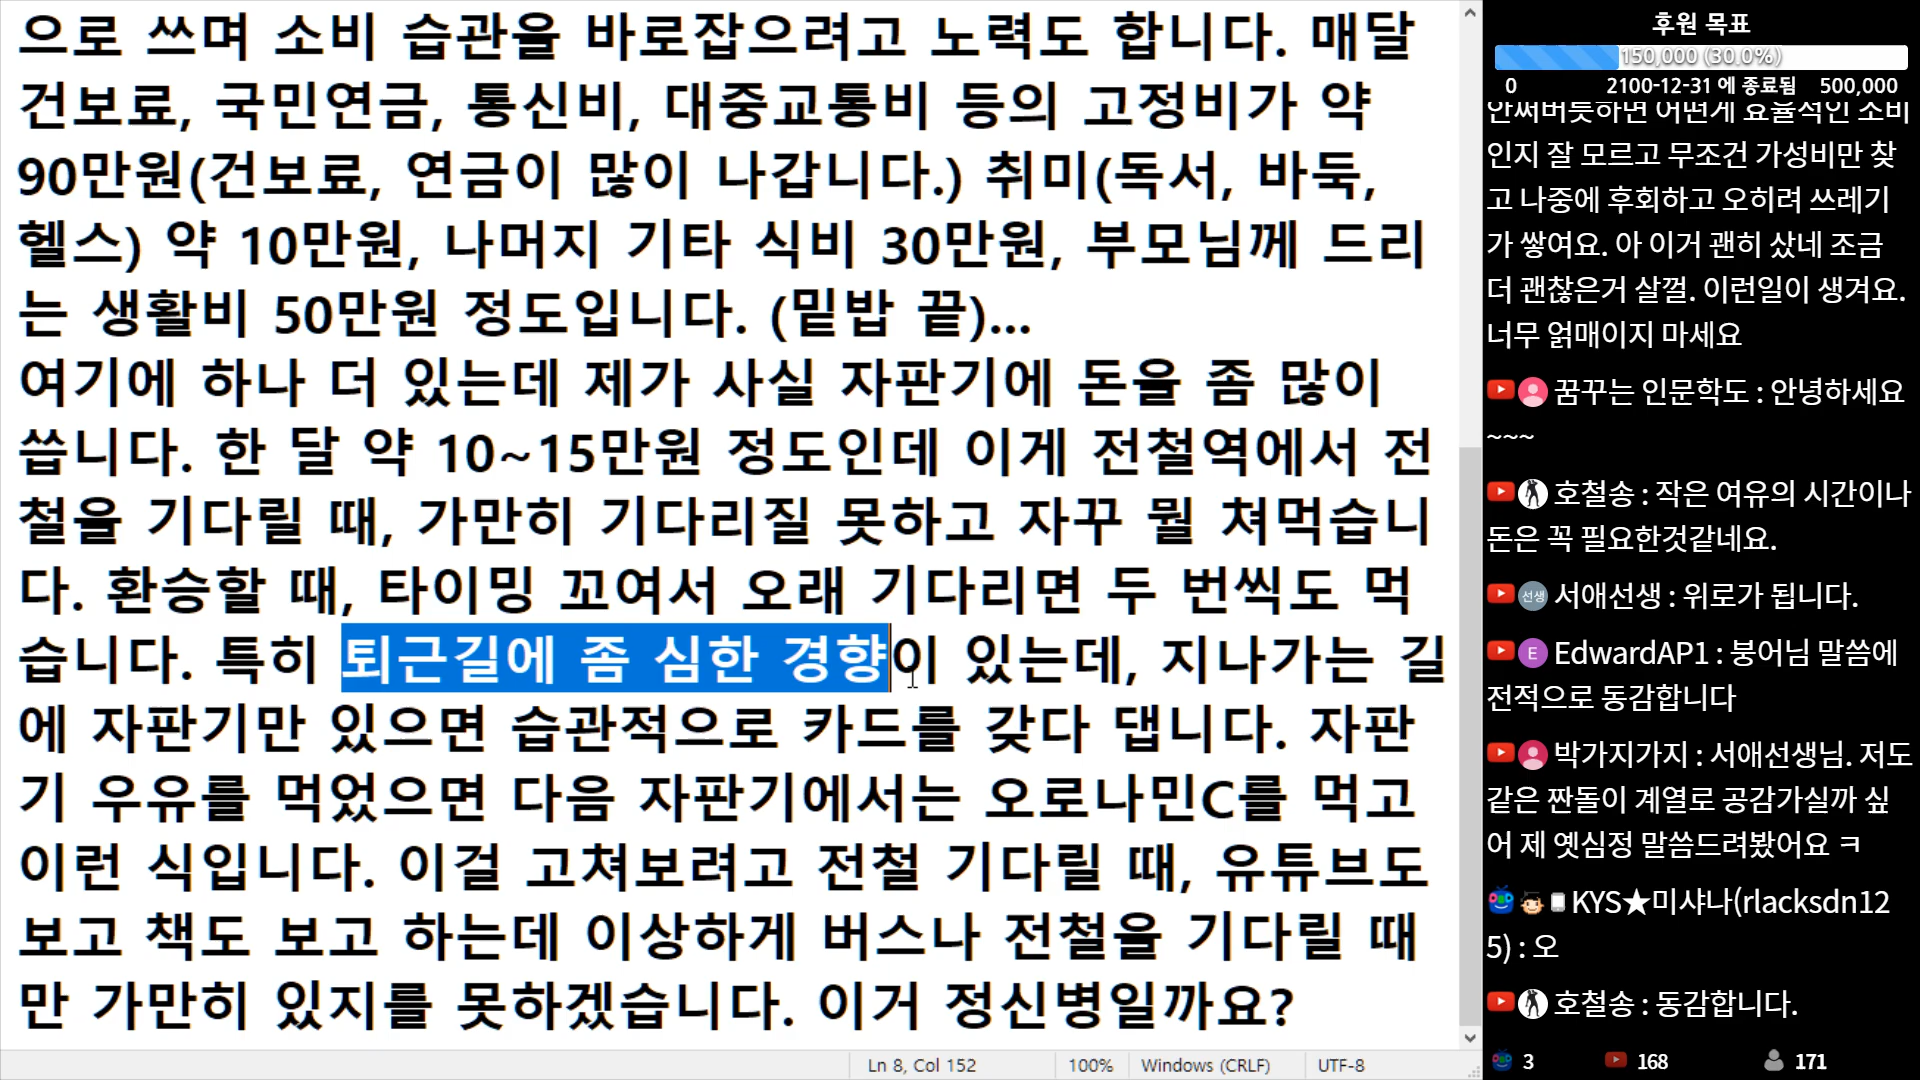 으로 쓰며 소비 습관을 바로잡으려고 노력도 합니다. 매달
건보료, 국민연금, 통신비, 대중교통비 등의 고정비가 약
90만원(건보료, 연금이 많이 나갑니다.) 취미(독서, 바둑,
헬스) 약 10만원, 나머지 기타 식비 30만원, 부모님께 드리
는 생활비 50만원 정도입니다. (밑밥 끝)...
여기에 하나 더 있는데 제가 사실 자판기에 돈을 좀 많이
씁니다. 한 달 약 10~15만원 정도인데 이게 전철역에서 전
철을 기다릴 때, 가만히 기다리질 못하고 자꾸 뭘 쳐먹습니
다. 환승할 때, 타이밍 꼬여서 오래 기다리면 두 번씩도 먹
습니다. 특히 퇴근길에 좀 심한 경향이 있는데, 지나가는 길
에 자판기만 있으면 습관적으로 카드를 갖다 댑니다. 자판
기 우유를 먹었으면 다음 자판기에서는 오로나민C를 먹고
이런 식입니다. 이걸 고쳐보려고 전철 기다릴 때, 유튜브도
보고 책도 보고 하는데 이상하게 버스나 전철을 기다릴 때
만 가만히 있지를 못하겠습니다. 이거 정신병일까요?
Ln 8, Col 152
100%
Windows (CRLF)
UTF-8
후원 목표
150,000 (30.0%)
0 2100-12-31 에 종료됨 500,000
안써버릇하면 어떤게 효율적인 소비
인지 잘 모르고 무조건 가성비만 찾
고 나중에 후회하고 오히려 쓰레기
가 쌓여요. 아 이거 괜히 샀네 조금
더 괜찮은거 살껄. 이런일이 생겨요.
너무 얽매이지 마세요
꿈꾸는 인문학도 : 안녕하세요
~~~
호철송 : 작은 여유의 시간이나
돈은 꼭 필요한것같네요.
선생 서애선생 : 위로가 됩니다.
E EdwardAP1 : 붕어님 말씀에
전적으로 동감합니다
박가지가지 : 서애선생님. 저도
같은 짠돌이 계열로 공감가실까 싶
어 제 옛심정 말씀드려봤어요 ㅋ
KYS★미샤나(rlacksdn12
5) : 오
호철송 : 동감합니다.
3 168 171